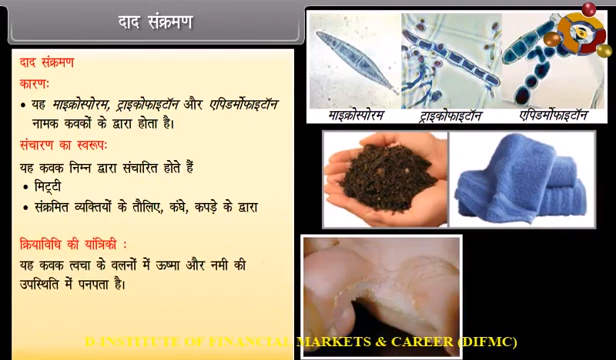 दाद संक्रमण
दाद संक्रमण
कारणः
• यह माइक्रोस्पोरम, ट्राइकोफाइटॉन और एपिडर्मोफाइटॉन
नामक कवकों के द्वारा होता है।
संचारण का स्वरूपः
यह कवक निम्न द्वारा संचारित होते हैं
• मिट्टी
• संक्रमित व्यक्तियों के तौलिए, कंघे, कपड़े के द्वारा
क्रियाविधि की यांत्रिकी :
यह कवक त्वचा के वलनों में ऊष्मा और नमी की
उपस्थिति में पनपता है।
माइक्रोस्पोरम
ट्राइकोफाइटॉन
एपिडर्मोफाइटॉन
D INSTITUTE OF FINANCIAL MARKETS & CAREER (DIFMC)